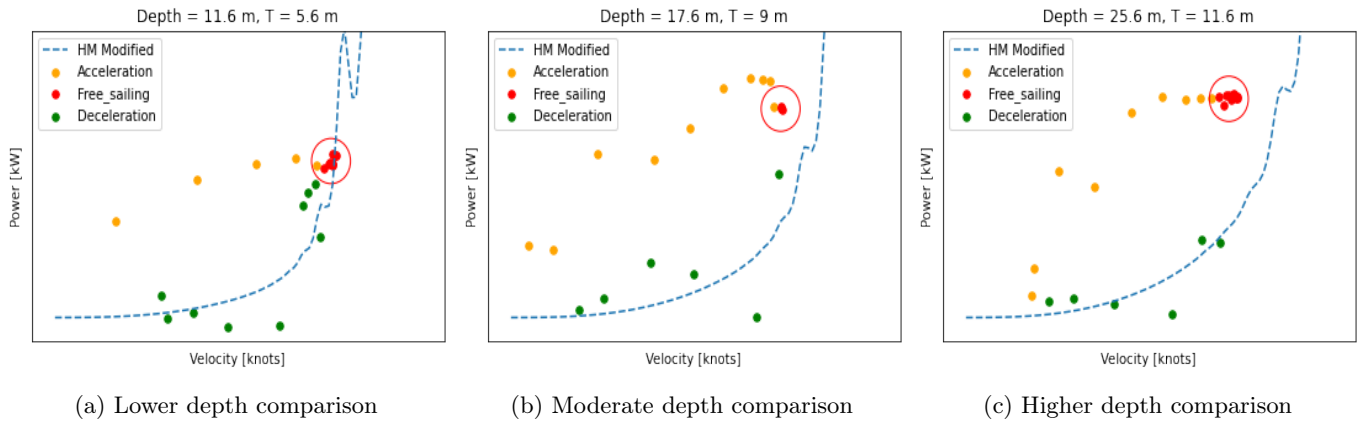 Depth = 11.6 m, T = 5.6 m
HM Modified
Acceleration
Free_sailing
Deceleration
Power [kW]
Velocity [knots]
(a) Lower depth comparison
Depth = 17.6 m, T = 9 m
HM Modified
Acceleration
Free_sailing
Deceleration
Power [kW]
Velocity [knots]
(b) Moderate depth comparison
Depth = 25.6 m, T = 11.6 m
HM Modified
Acceleration
Free_sailing
Deceleration
Power [kW]
Velocity [knots]
(c) Higher depth comparison